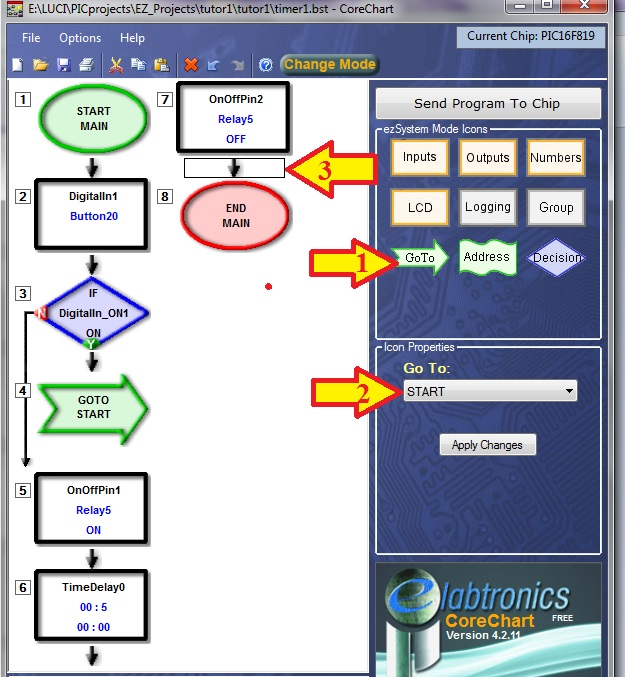 E:\LUCI\PICprojects\EZ_Projects\tutor1\tutor1\timer1.bst - CoreChart
File Options Help
Current Chip: PIC16F819
Change Mode
1
START
MAIN
2
DigitalIn1
Button20
3
IF
DigitalIn_ON1
ON
N
Y
4
GOTO
START
5
OnOffPin1
Relay5
ON
6
TimeDelay0
00 : 5
00 : 00
7
OnOffPin2
Relay5
OFF
3
8
END
MAIN
Send Program To Chip
ezSystem Mode Icons
Inputs Outputs Numbers
LCD Logging Group
1
GoTo Address Decision
Icon Properties
Go To:
2
START
Apply Changes
elabtronics
CoreChart FREE
Version 4.2.11